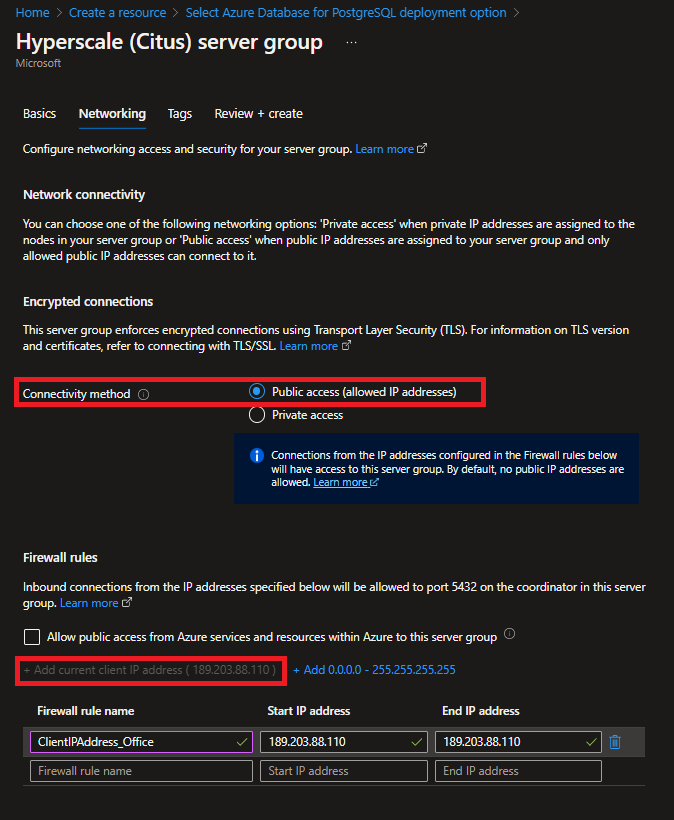 Home > Create a resource > Select Azure Database for PostgreSQL deployment option >
Hyperscale (Citus) server group ...
Microsoft
Basics Networking Tags Review + create
Configure networking access and security for your server group. Learn more
Network connectivity
You can choose one of the following networking options: 'Private access' when private IP addresses are assigned to the
nodes in your server group or 'Public access' when public IP addresses are assigned to your server group and only
allowed public IP addresses can connect to it.
Encrypted connections
This server group enforces encrypted connections using Transport Layer Security (TLS). For information on TLS version
and certificates, refer to connecting with TLS/SSL. Learn more
Connectivity method Public access (allowed IP addresses)
Private access
Connections from the IP addresses configured in the Firewall rules below
will have access to this server group. By default, no public IP addresses are
allowed. Learn more
Firewall rules
Inbound connections from the IP addresses specified below will be allowed to port 5432 on the coordinator in this server
group. Learn more
Allow public access from Azure services and resources within Azure to this server group
+ Add current client IP address ( 189.203.88.110 ) + Add 0.0.0.0 - 255.255.255.255
Firewall rule name Start IP address End IP address
ClientIPAddress_Office 189.203.88.110 189.203.88.110
Firewall rule name Start IP address End IP address